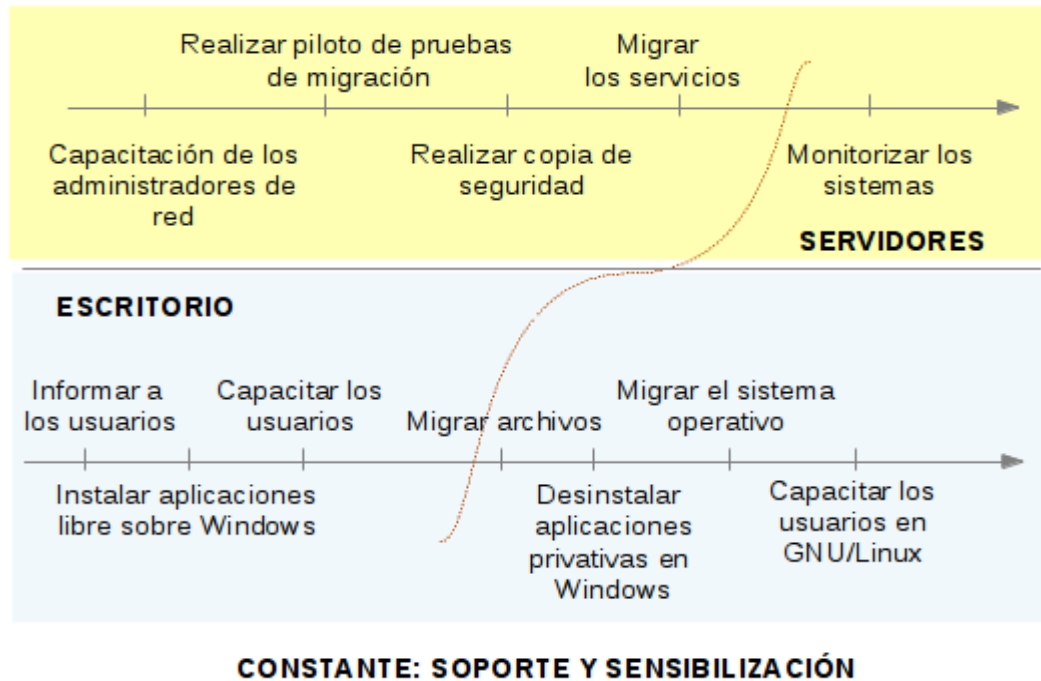 Realizar piloto de pruebas
de migración
Migrar
los servicios
Capacitación de los
administradores de
red
Realizar copia de
seguridad
Monitorizar los
sistemas
SERVIDORES
ESCRITORIO
Informar a
los usuarios
Capacitar los
usuarios
Migrar archivos
Migrar el sistema
operativo
Instalar aplicaciones
libre sobre Windows
Desinstalar
aplicaciones
privativas en
Windows
Capacitar los
usuarios en
GNU/Linux
CONSTANTE: SOPORTE Y SENSIBILIZACIÓN